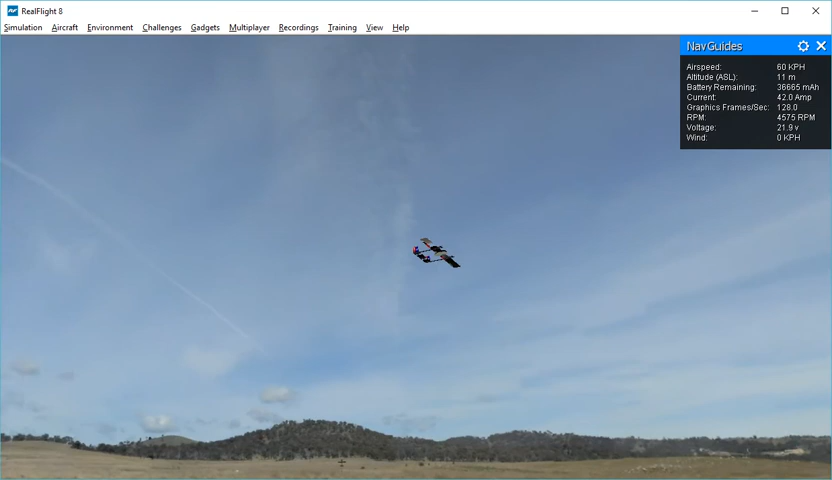 RealFlight 8
Simulation Aircraft Environment Challenges Gadgets Multiplayer Recordings Training View Help
NavGuides
Airspeed: 60 KPH
Altitude (ASL): 11 m
Battery Remaining: 36665 mAh
Current: 42.0 Amp
Graphics Frames/Sec: 128.0
RPM: 4575 RPM
Voltage: 21.9 v
Wind: 0 KPH